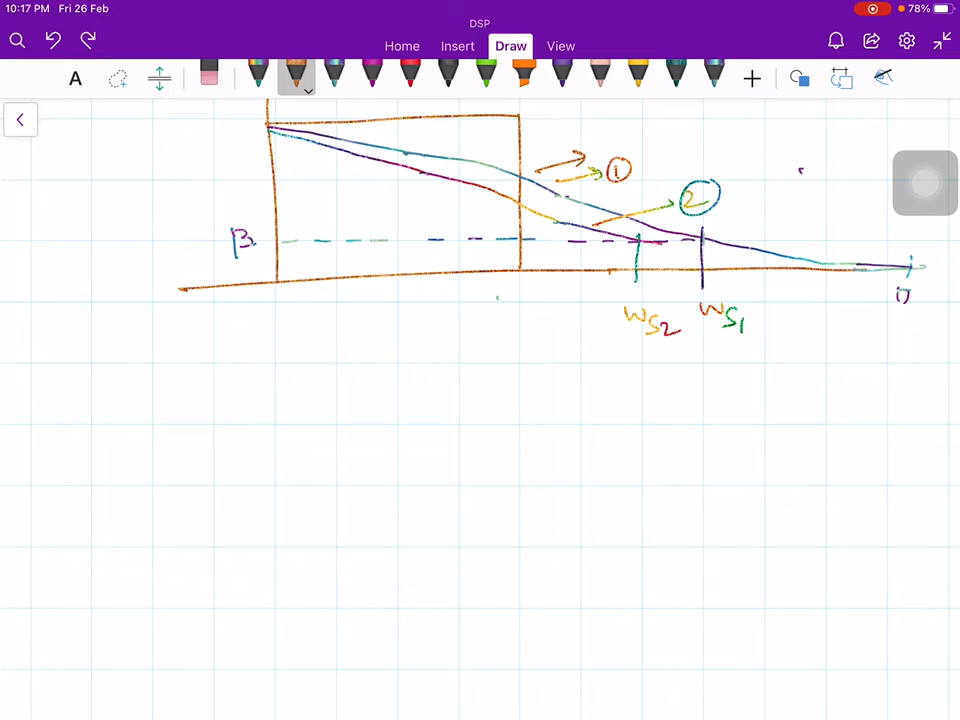 10:17 PM Fri 26 Feb
78%
DSP
Home Insert Draw View
A
1
2
β
π
ws2 ws1